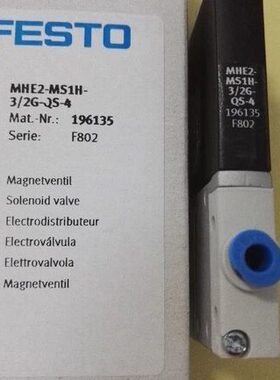 FESTO
MHE2-MS1H-
3/2G-QS-4
Mat.-Nr.: 196135
Serie: F802
Magnetventil
Solenoid valve
Electrodistributeur
Electroválvula
Elettrovalvola
Magnetventil
MHE2-
MS1H-
3/2G-
QS-4
196135
F802